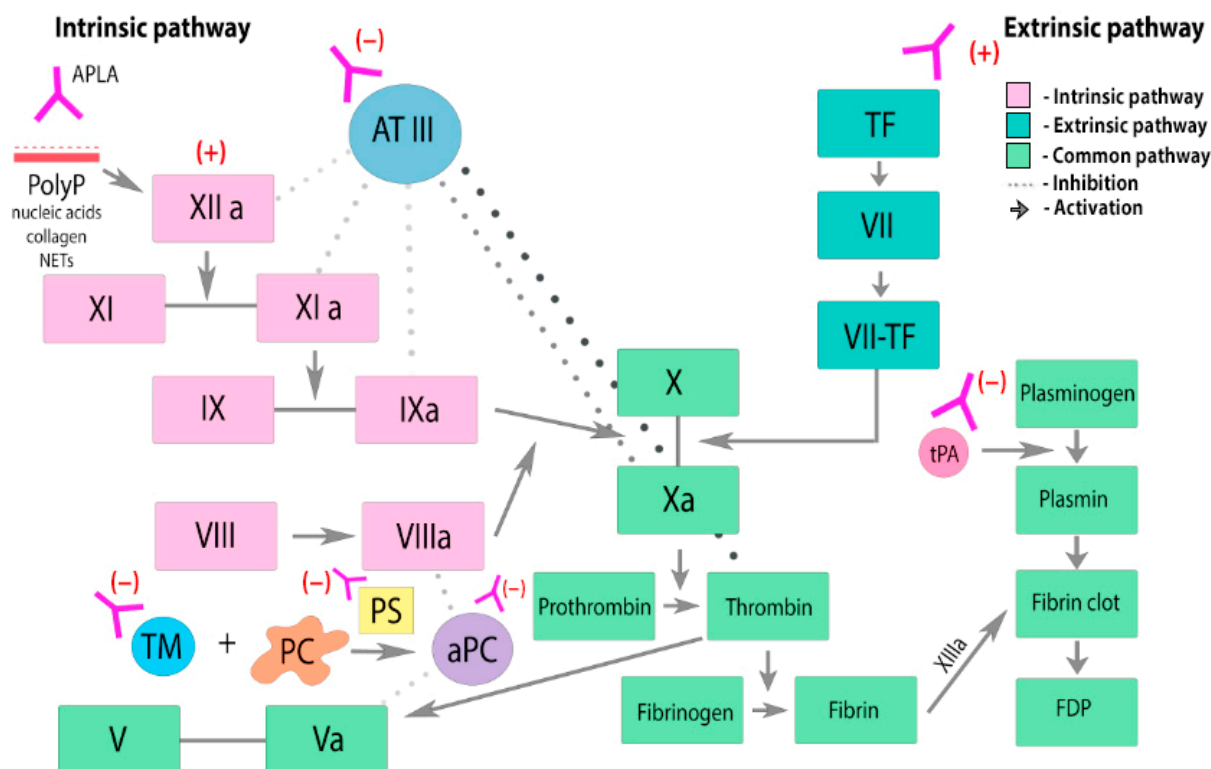 Intrinsic pathway
APLA
(–)
(+)
Extrinsic pathway
- Intrinsic pathway
- Extrinsic pathway
- Common pathway
- Inhibition
- Activation
AT III
TF
(+)
PolyP
nucleic acids
collagen
NETs
XII a
VII
XI
XI a
VII-TF
IX
IXa
X
(–)
Plasminogen
tPA
Xa
Plasmin
VIII
VIIIa
(–)
(–)
(–)
PS
Prothrombin
Thrombin
Fibrin clot
TM
+
PC
aPC
XIIIa
Fibrinogen
Fibrin
FDP
V
Va